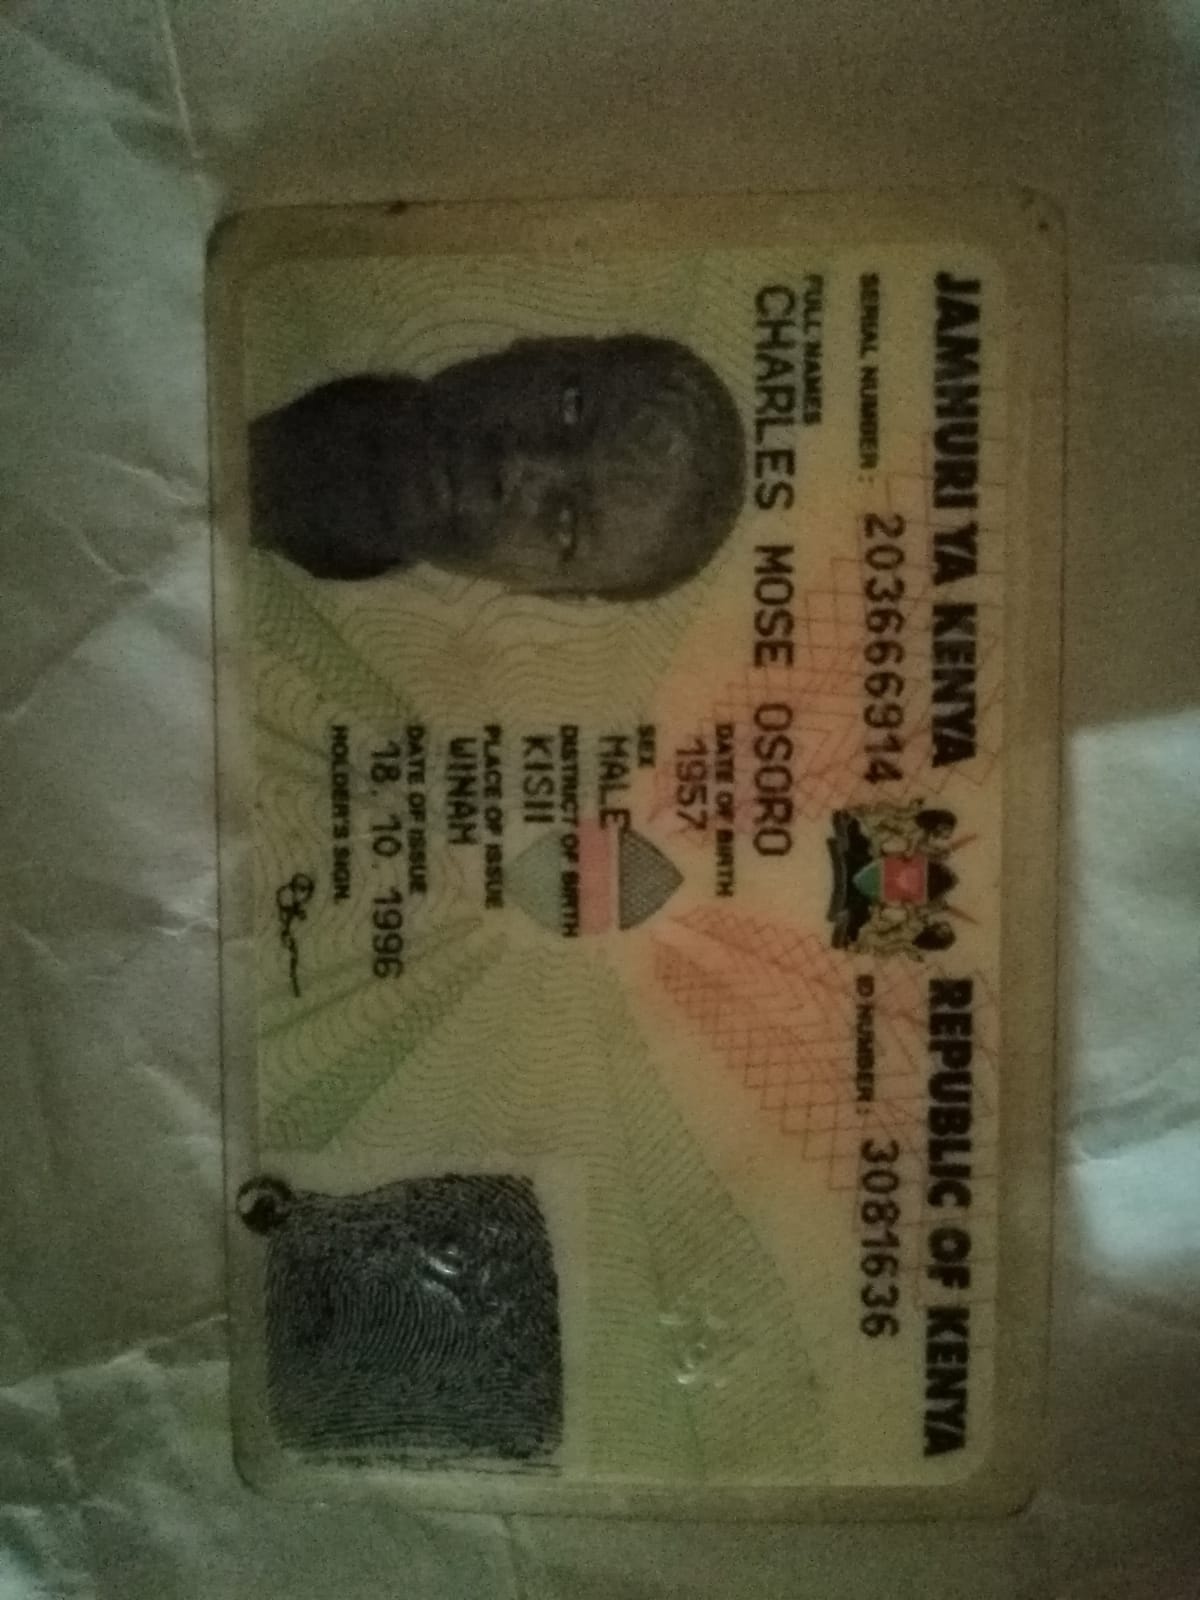 JAMHURI YA KENYA REPUBLIC OF KENYA
SERIAL NUMBER: 203666914 ID NUMBER: 3081636
FULL NAMES
CHARLES MOSE OSORO
DATE OF BIRTH
1957
SEX
MALE
DISTRICT OF BIRTH
KISII
PLACE OF ISSUE
WINAM
DATE OF ISSUE
18. 10. 1996
HOLDER'S SIGN.